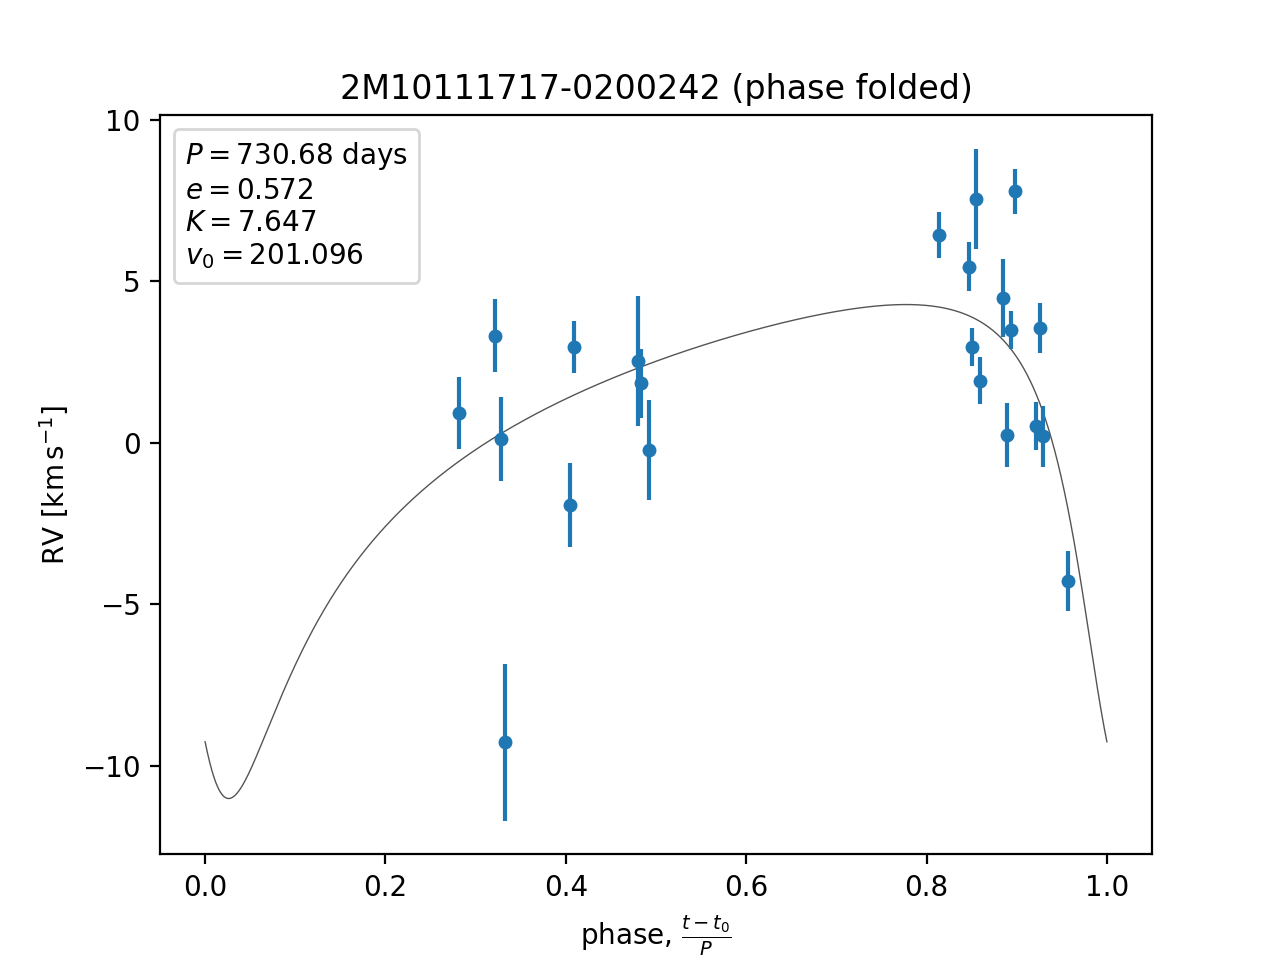 2M10111717-0200242 (phase folded)
P = 730.68 days
e = 0.572
K = 7.647
v₀ = 201.096
10
5
0
−5
−10
RV [km s⁻¹]
0.0 0.2 0.4 0.6 0.8 1.0
phase, (t − t₀)/P